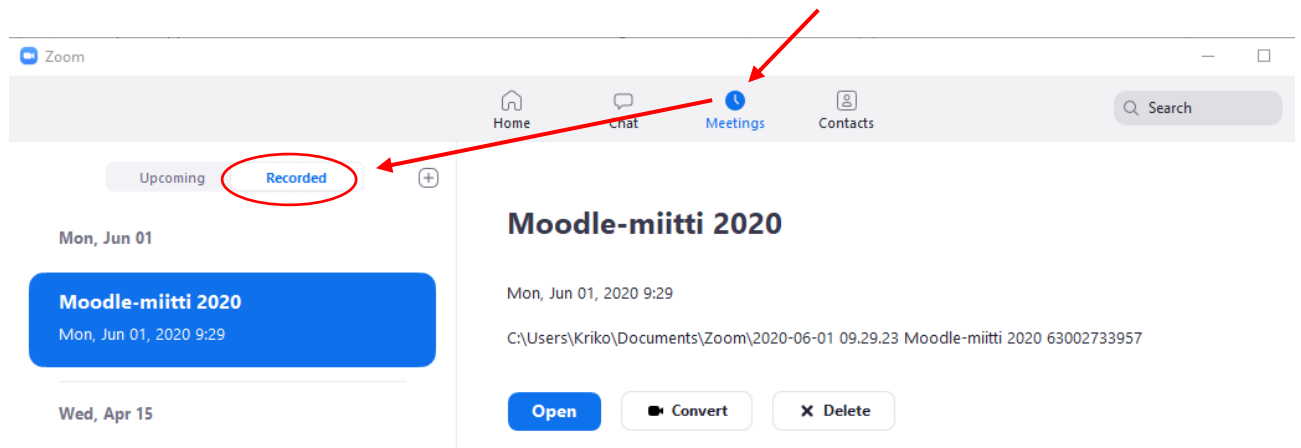 Zoom
Home Chat Meetings Contacts
Search
Upcoming Recorded
Mon, Jun 01
Moodle-miitti 2020
Mon, Jun 01, 2020 9:29
Wed, Apr 15
Moodle-miitti 2020
Mon, Jun 01, 2020 9:29
C:\Users\Kriko\Documents\Zoom\2020-06-01 09.29.23 Moodle-miitti 2020 63002733957
Open Convert Delete